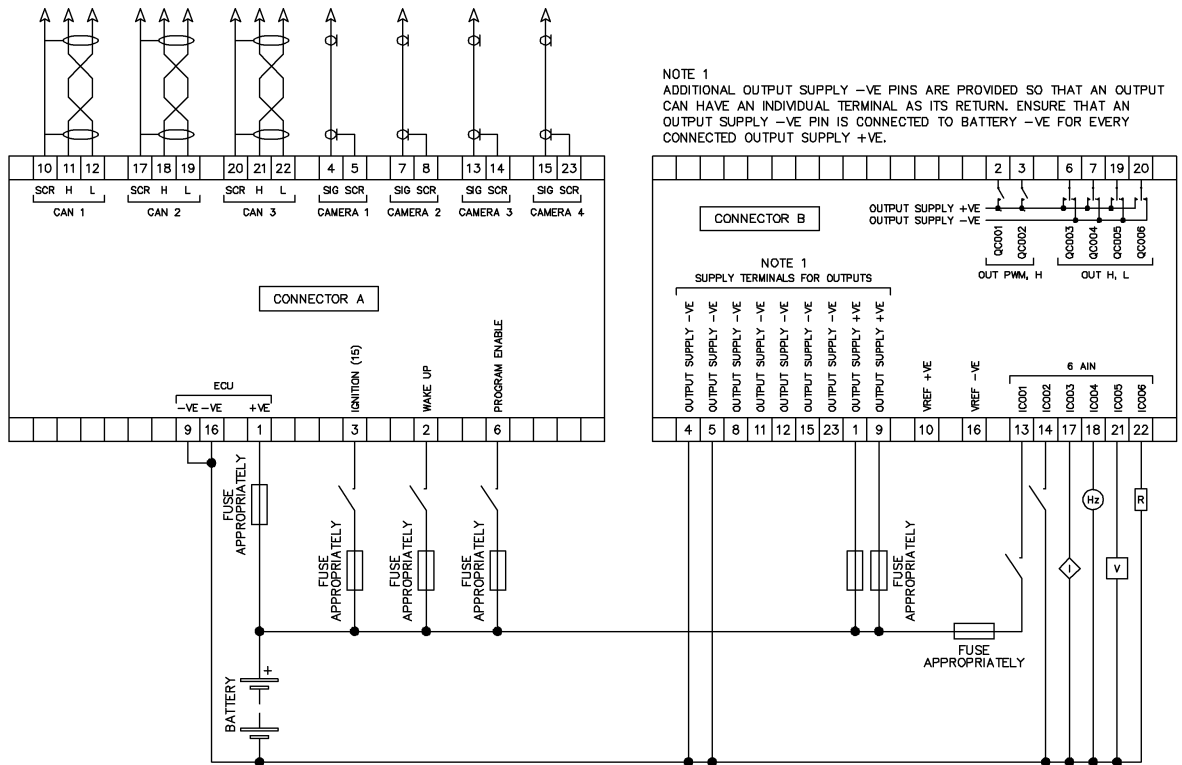 NOTE 1
ADDITIONAL OUTPUT SUPPLY -VE PINS ARE PROVIDED SO THAT AN OUTPUT
CAN HAVE AN INDIVIDUAL TERMINAL AS ITS RETURN. ENSURE THAT AN
OUTPUT SUPPLY -VE PIN IS CONNECTED TO BATTERY -VE FOR EVERY
CONNECTED OUTPUT SUPPLY +VE.
10 11 12 17 18 19 20 21 22 4 5 7 8 13 14 15 23
SCR H L SCR H L SCR H L SIG SCR SIG SCR SIG SCR SIG SCR
CAN 1 CAN 2 CAN 3 CAMERA 1 CAMERA 2 CAMERA 3 CAMERA 4
CONNECTOR A
ECU
-VE -VE +VE
IGNITION (15)
WAKE UP
PROGRAM ENABLE
9 16 1 3 2 6
2 3 6 7 19 20
OUTPUT SUPPLY +VE
OUTPUT SUPPLY -VE
CONNECTOR B
QC001
QC002
QC003
QC004
QC005
QC006
OUT PWM, H
OUT H, L
NOTE 1
SUPPLY TERMINALS FOR OUTPUTS
OUTPUT SUPPLY -VE
OUTPUT SUPPLY -VE
OUTPUT SUPPLY -VE
OUTPUT SUPPLY -VE
OUTPUT SUPPLY -VE
OUTPUT SUPPLY -VE
OUTPUT SUPPLY -VE
OUTPUT SUPPLY +VE
OUTPUT SUPPLY +VE
VREF +VE
VREF -VE
6 AIN
IC001
IC002
IC003
IC004
IC005
IC006
4 5 8 11 12 15 23 1 9 10 16 13 14 17 18 21 22
FUSE
APPROPRIATELY
FUSE
APPROPRIATELY
FUSE
APPROPRIATELY
FUSE
APPROPRIATELY
FUSE
APPROPRIATELY
FUSE
APPROPRIATELY
Hz
R
I
V
+
BATTERY